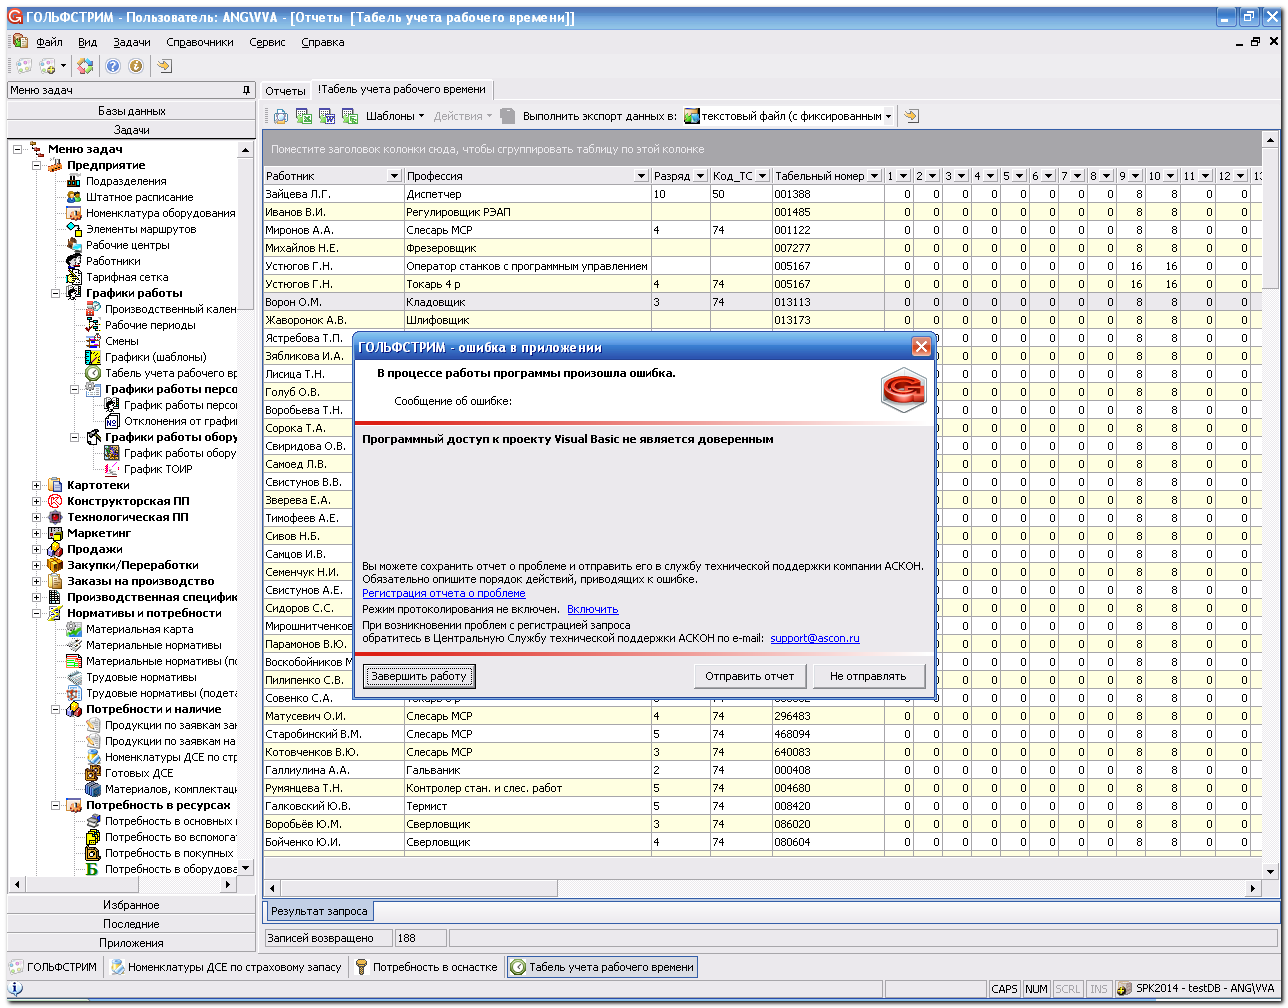 ГОЛЬФСТРИМ - Пользователь: ANG\VVA - [Отчеты [Табель учета рабочего времени]]
Файл Вид Задачи Справочники Сервис Справка
Меню задач
Базы данных
Задачи
Меню задач
Предприятие
Подразделения
Штатное расписание
Номенклатура оборудования
Элементы маршрутов
Рабочие центры
Работники
Тарифная сетка
Графики работы
Производственный кален
Рабочие периоды
Смены
Графики (шаблоны)
Табель учета рабочего вр
Графики работы персо
График работы персо
Отклонения от графи
Графики работы обору
График работы обору
График ТОИР
Картотеки
Конструкторская ПП
Технологическая ПП
Маркетинг
Продажи
Закупки/Переработки
Заказы на производство
Производственная специфик
Нормативы и потребности
Материальная карта
Материальные нормативы
Материальные нормативы (по
Трудовые нормативы
Трудовые нормативы (подета
Потребности и наличие
Продукции по заявкам зак
Продукции по заявкам на
Номенклатуры ДСЕ по стр
Готовых ДСЕ
Материалов, комплектаци
Потребность в ресурсах
Потребность в основных н
Потребность во вспомогат
Потребность в покупных
Потребность в оборудова
Избранное
Последние
Приложения
Отчеты !Табель учета рабочего времени
Шаблоны Действия Выполнить экспорт данных в: текстовый файл (с фиксированным
Поместите заголовок колонки сюда, чтобы сгруппировать таблицу по этой колонке
Работник Профессия Разряд Код_ТС Табельный номер 1 2 3 4 5 6 7 8 9 10 11 12 13
Зайцева Л.Г. Диспетчер 10 50 001388 0 0 0 0 0 0 0 0 8 8 0 0
Иванов В.И. Регулировщик РЭАП 001485 0 0 0 0 0 0 0 0 8 8 0 0
Миронов А.А. Слесарь МСР 4 74 001122 0 0 0 0 0 0 0 0 8 8 0 0
Михайлов Н.Е. Фрезеровщик 007277 0 0 0 0 0 0 0 0 8 8 0 0
Устюгов Г.Н. Оператор станков с программным управлением 005167 0 0 0 0 0 0 0 0 16 16 0 0
Устюгов Г.Н. Токарь 4 р 4 74 005167 0 0 0 0 0 0 0 0 16 16 0 0
Ворон О.М. Кладовщик 3 74 013113 0 0 0 0 0 0 0 0 8 8 0 0
Жаворонок А.В. Шлифовщик 013173 0 0 0 0 0 0 0 0 8 8 0 0
Ястребова Т.П. 0 0 0 0 0 0 0 8 8 0 0
Зябликова И.А. 0 0 0 0 0 0 0 8 8 0 0
Лисица Т.Н. 0 0 0 0 0 0 0 8 8 0 0
Голуб О.В. 0 0 0 0 0 0 0 8 8 0 0
Воробьева Т.Н. 0 0 0 0 0 0 0 8 8 0 0
Сорока Т.А. 0 0 0 0 0 0 0 8 8 0 0
Свиридова О.В. 0 0 0 0 0 0 0 8 8 0 0
Самоед Л.В. 0 0 0 0 0 0 0 8 8 0 0
Свистунов В.В. 0 0 0 0 0 0 0 8 8 0 0
Зверева Е.А. 0 0 0 0 0 0 0 8 8 0 0
Тимофеев А.Е. 0 0 0 0 0 0 0 8 8 0 0
Сивов Н.Б. 0 0 0 0 0 0 0 8 8 0 0
Самцов И.В. 0 0 0 0 0 0 0 8 8 0 0
Семенчук Н.И. 0 0 0 0 0 0 0 8 8 0 0
Свистунов А.Е. 0 0 0 0 0 0 0 8 8 0 0
Сидоров С.С. 0 0 0 0 0 0 0 8 8 0 0
Мирошнитченков 0 0 0 0 0 0 0 8 8 0 0
Парамонов В.Ю. 0 0 0 0 0 0 0 8 8 0 0
Воскобойников М 0 0 0 0 0 0 0 8 8 0 0
Пилипенко С.В. 0 0 0 0 0 0 0 8 8 0 0
Совенко С.А. 0 0 0 0 0 0 0 8 8 0 0
Матусевич О.И. Слесарь МСР 4 74 296483 0 0 0 0 0 0 0 0 8 8 0 0
Старобинский В.М. Слесарь МСР 5 74 468094 0 0 0 0 0 0 0 0 8 8 0 0
Котовченков В.Ю. Слесарь МСР 3 74 640083 0 0 0 0 0 0 0 0 8 8 0 0
Галлиулина А.А. Гальваник 2 74 000408 0 0 0 0 0 0 0 0 8 8 0 0
Румянцева Т.Н. Контролер стан. и слес. работ 5 74 004680 0 0 0 0 0 0 0 0 8 8 0 0
Галковский Ю.В. Термист 5 74 008420 0 0 0 0 0 0 0 0 8 8 0 0
Воробьёв Ю.М. Сверловщик 3 74 086020 0 0 0 0 0 0 0 0 8 8 0 0
Бойченко Ю.И. Сверловщик 4 74 080604 0 0 0 0 0 0 0 0 8 8 0 0
ГОЛЬФСТРИМ - ошибка в приложении
В процессе работы программы произошла ошибка.
Сообщение об ошибке:
Программный доступ к проекту Visual Basic не является доверенным
Вы можете сохранить отчет о проблеме и отправить его в службу технической поддержки компании АСКОН.
Обязательно опишите порядок действий, приводящих к ошибке.
Регистрация отчета о проблеме
Режим протоколирования не включен. Включить
При возникновении проблем с регистрацией запроса
обратитесь в Центральную Службу технической поддержки АСКОН по e-mail: support@ascon.ru
Завершить работу Отправить отчет Не отправлять
Результат запроса
Записей возвращено 188
ГОЛЬФСТРИМ Номенклатуры ДСЕ по страховому запасу Потребность в оснастке Табель учета рабочего времени
CAPS NUM SCRL INS SPK2014 - testDB - ANG\VVA